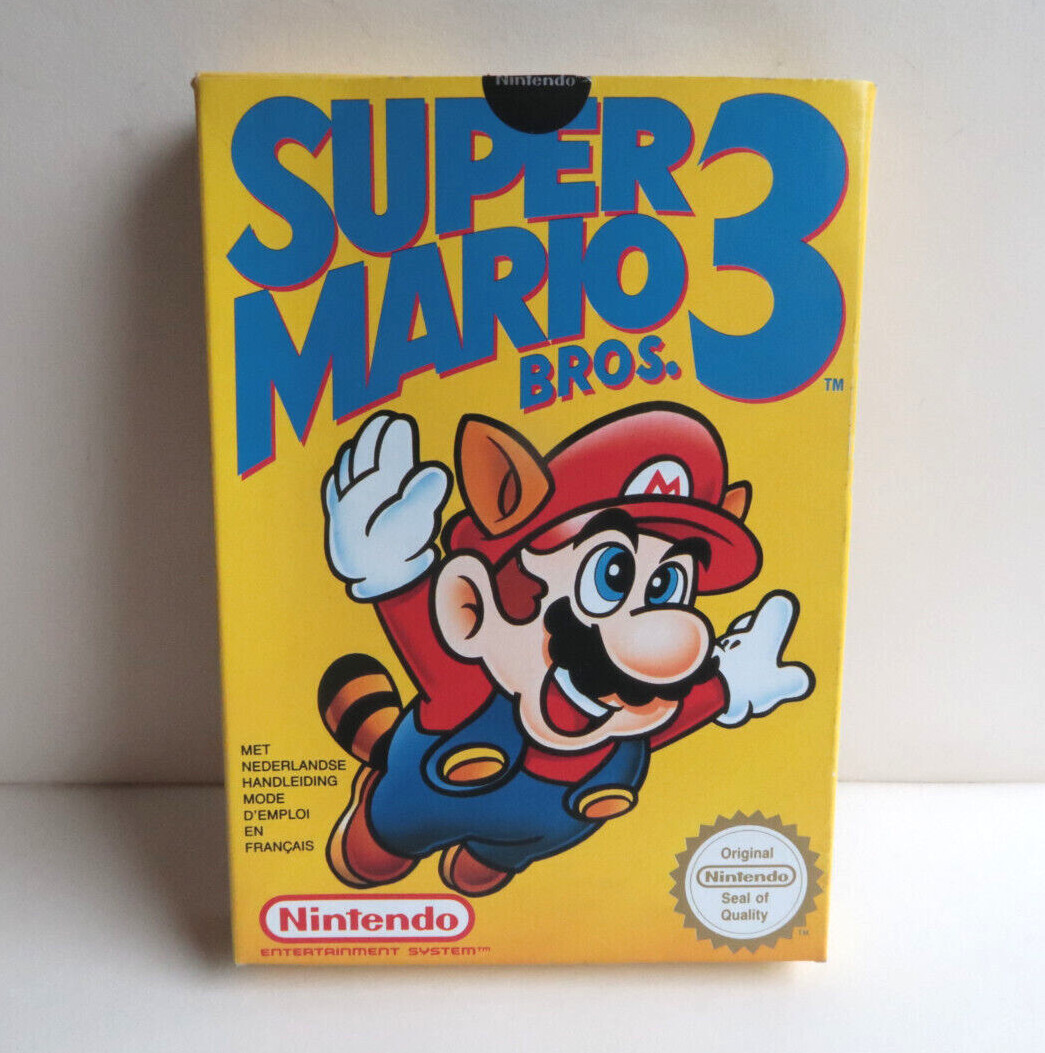 Nintendo
SUPER
MARIO
BROS.
3
TM
M
MET
NEDERLANDSE
HANDLEIDING
MODE
D'EMPLOI
EN
FRANÇAIS
Nintendo
ENTERTAINMENT SYSTEM™
Original
Nintendo
Seal of
Quality
TM